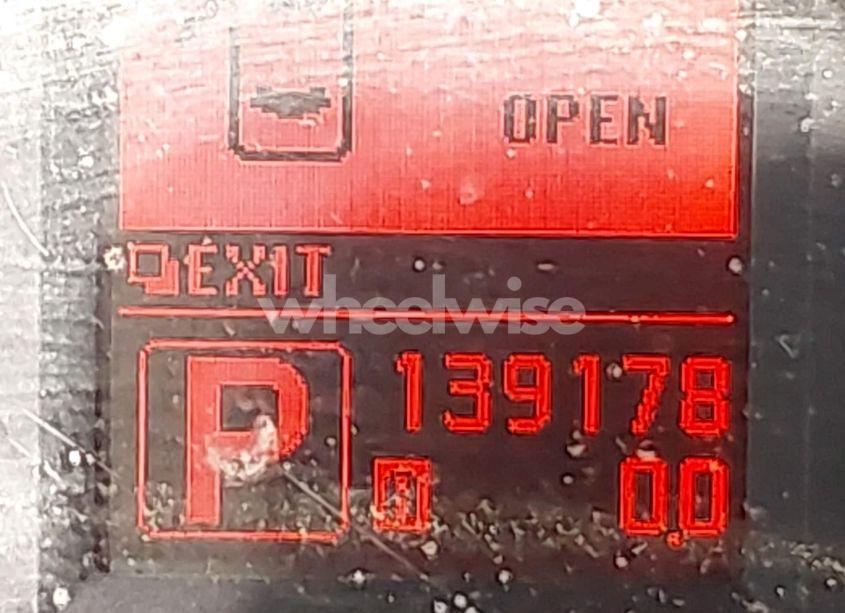 OPEN
EXIT
wheelwise
P 139178
0.0